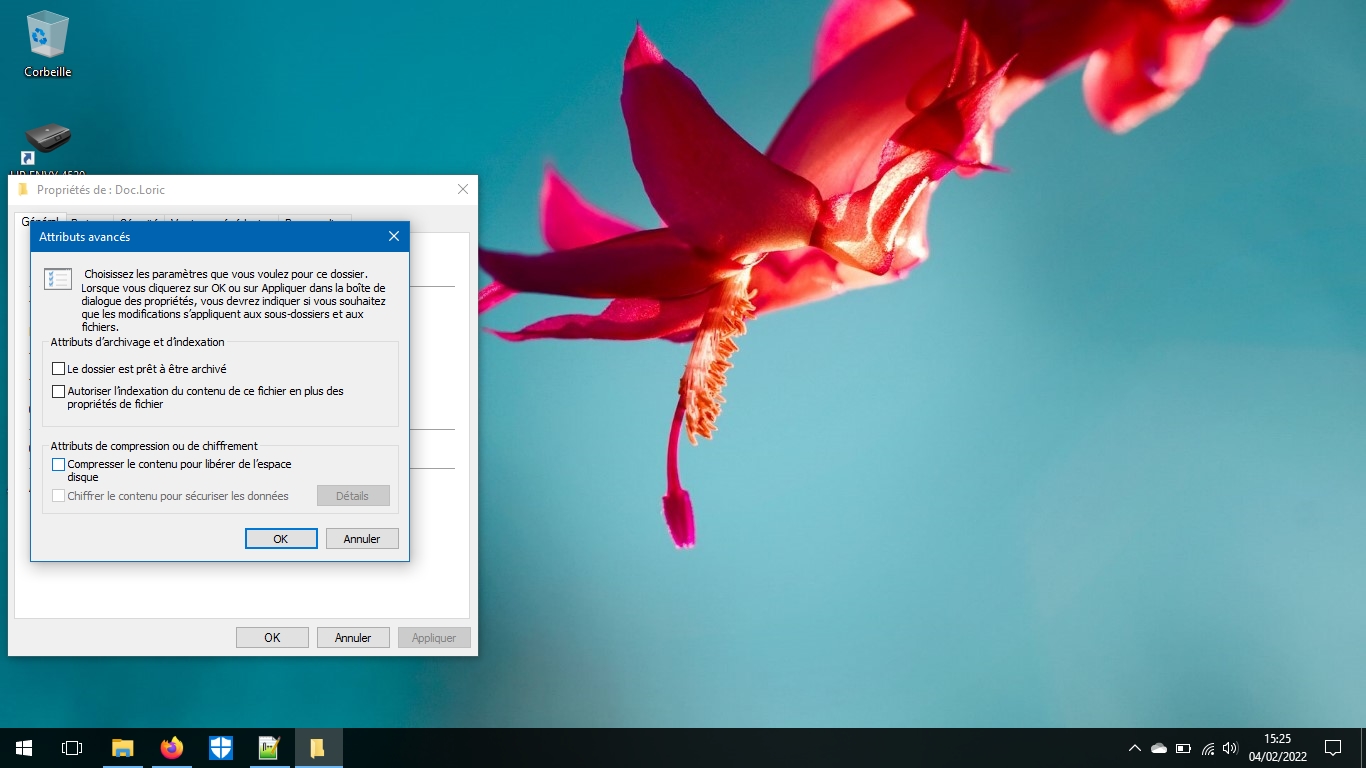 Corbeille
Propriétés de : Doc.Loric
Général
Attributs avancés
Choisissez les paramètres que vous voulez pour ce dossier.
Lorsque vous cliquerez sur OK ou sur Appliquer dans la boîte de
dialogue des propriétés, vous devrez indiquer si vous souhaitez
que les modifications s'appliquent aux sous-dossiers et aux
fichiers.
Attributs d'archivage et d'indexation
Le dossier est prêt à être archivé
Autoriser l'indexation du contenu de ce fichier en plus des
propriétés de fichier
Attributs de compression ou de chiffrement
Compresser le contenu pour libérer de l'espace
disque
Chiffrer le contenu pour sécuriser les données
Détails
OK
Annuler
OK
Annuler
Appliquer
15:25
04/02/2022